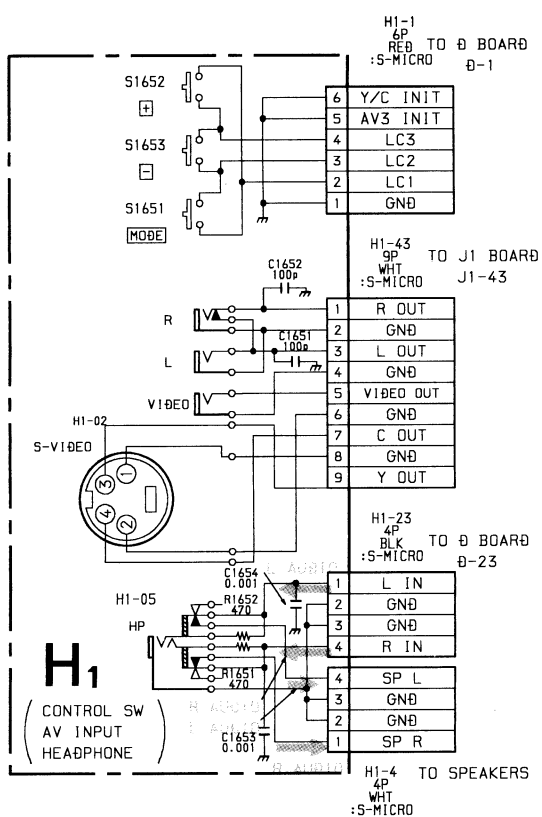 H1-1
6P
RED TO D BOARD
:S-MICRO D-1
S1652
+
S1653
-
S1651
MODE
6 Y/C INIT
5 AV3 INIT
4 LC3
3 LC2
2 LC1
1 GND
H1-43
9P TO J1 BOARD
WHT J1-43
:S-MICRO
C1652
100p
R
C1651
100p
L
VIDEO
1 R OUT
2 GND
3 L OUT
4 GND
5 VIDEO OUT
6 GND
7 C OUT
8 GND
9 Y OUT
H1-02
S-VIDEO
3 1
4 2
H1-23
4P
BLK TO D BOARD
:S-MICRO D-23
L AUDIO
C1654
0.001
H1-05
R1652
470
HP
R1651
470
R AUDIO
L AUDIO
C1653
0.001
R AUDIO
1 L IN
2 GND
3 GND
4 R IN
4 SP L
3 GND
2 GND
1 SP R
H1
CONTROL SW
AV INPUT
HEADPHONE
H1-4 TO SPEAKERS
4P
WHT
:S-MICRO